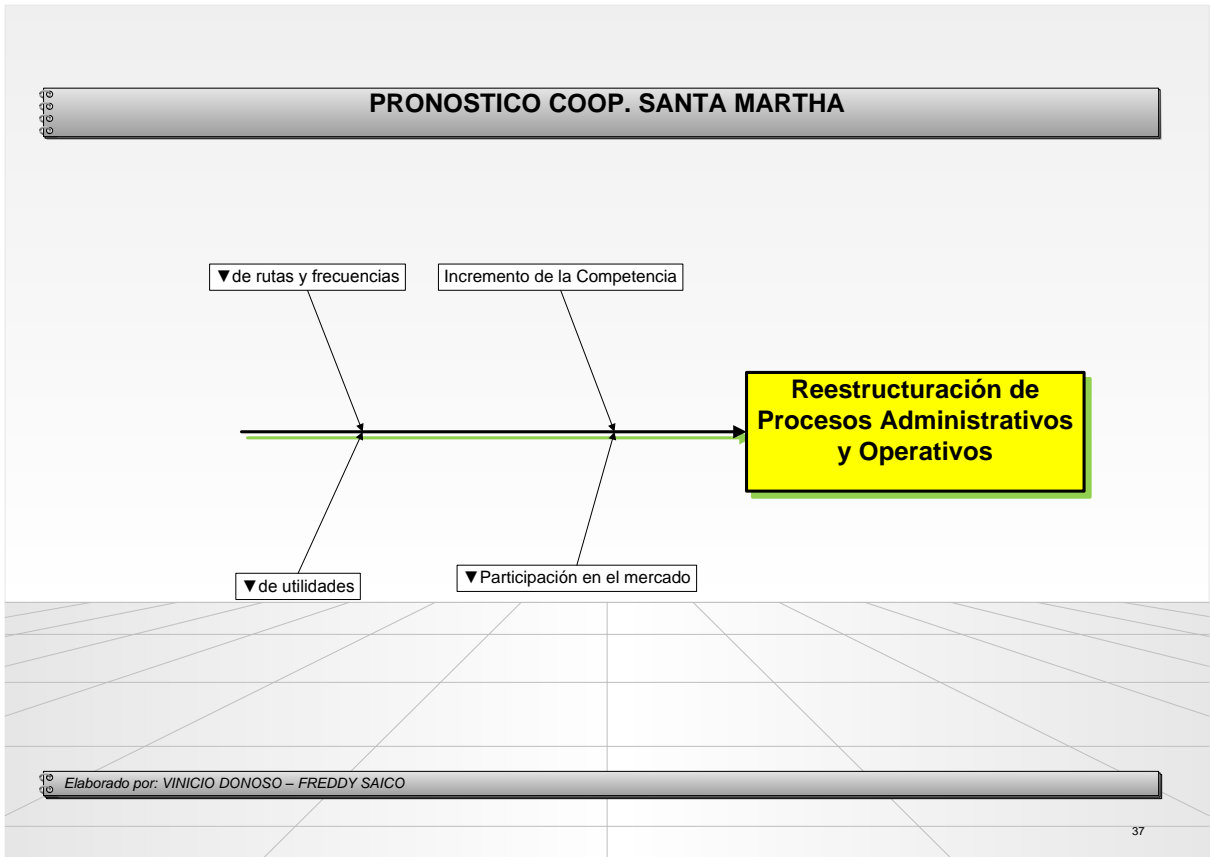 PRONOSTICO COOP. SANTA MARTHA
▼de rutas y frecuencias
Incremento de la Competencia
Reestructuración de
Procesos Administrativos
y Operativos
▼de utilidades
▼Participación en el mercado
Elaborado por: VINICIO DONOSO – FREDDY SAICO
37